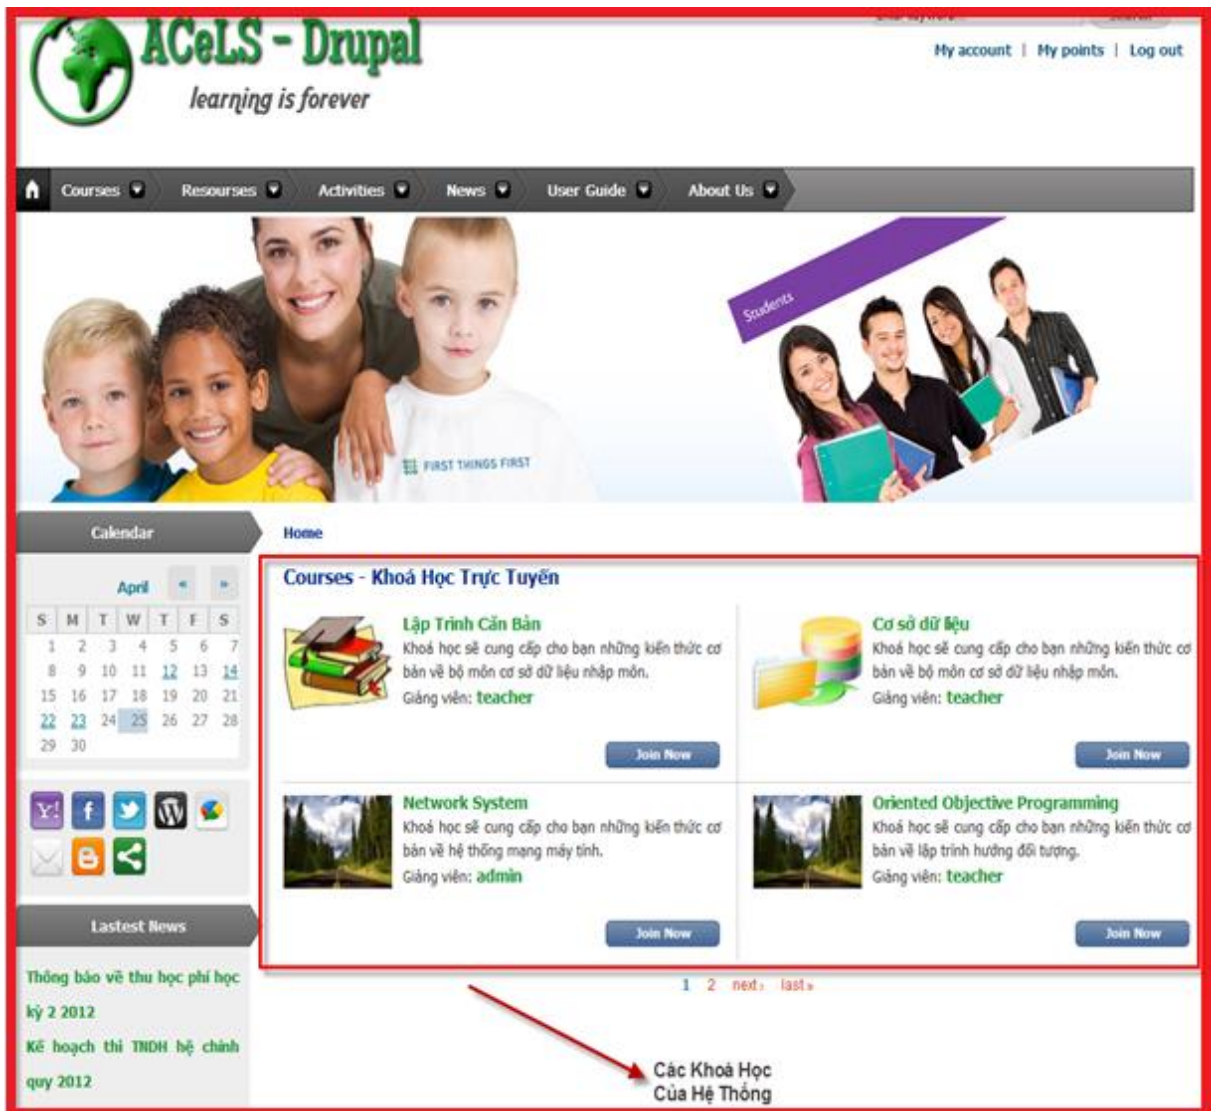 ACeLS - Drupal
learning is forever
My account | My points | Log out
Courses
Resourses
Activities
News
User Guide
About Us
Students
FIRST THINGS FIRST
Calendar
April « »
S M T W T F S
1 2 3 4 5 6 7
8 9 10 11 12 13 14
15 16 17 18 19 20 21
22 23 24 25 26 27 28
29 30
Y!
Lastest News
Thông báo về thu học phí học
kỳ 2 2012
Kế hoạch thi TNDH hệ chính
quy 2012
Home
Courses - Khoá Học Trực Tuyến
Lập Trình Căn Bản
Khoá học sẽ cung cấp cho bạn những kiến thức cơ
bản về bộ môn cơ sở dữ liệu nhập môn.
Giảng viên: teacher
Join Now
Cơ sở dữ liệu
Khoá học sẽ cung cấp cho bạn những kiến thức cơ
bản về bộ môn cơ sở dữ liệu nhập môn.
Giảng viên: teacher
Join Now
Network System
Khoá học sẽ cung cấp cho bạn những kiến thức cơ
bản về hệ thống mạng máy tính.
Giảng viên: admin
Join Now
Oriented Objective Programming
Khoá học sẽ cung cấp cho bạn những kiến thức cơ
bản về lập trình hướng đối tượng.
Giảng viên: teacher
Join Now
1 2 next › last »
Các Khoá Học
Của Hệ Thống